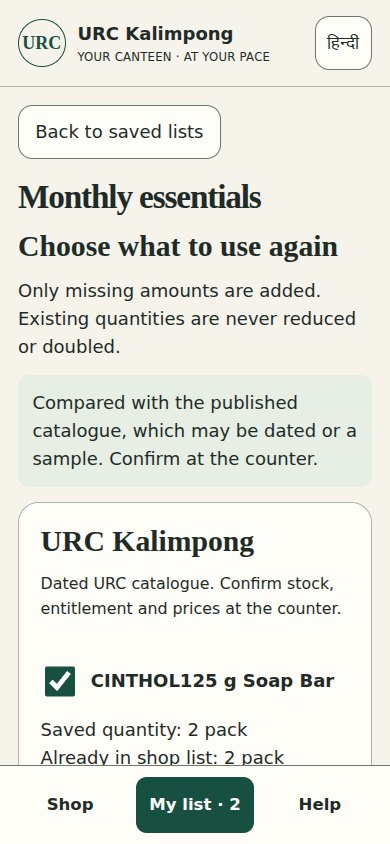 URC
URC Kalimpong
YOUR CANTEEN · AT YOUR PACE
हिन्दी
Back to saved lists
Monthly essentials
Choose what to use again
Only missing amounts are added.
Existing quantities are never reduced
or doubled.
Compared with the published
catalogue, which may be dated or a
sample. Confirm at the counter.
URC Kalimpong
Dated URC catalogue. Confirm stock,
entitlement and prices at the counter.
CINTHOL125 g Soap Bar
Saved quantity: 2 pack
Already in shop list: 2 pack
Shop
My list · 2
Help